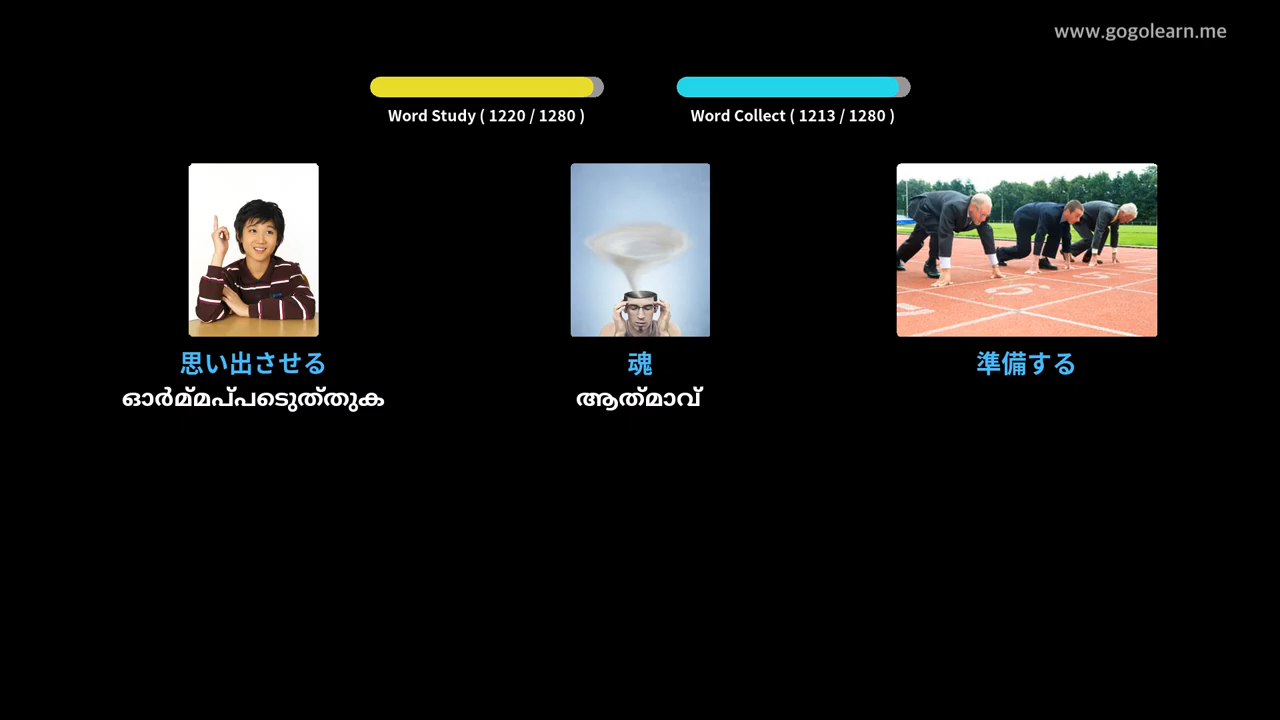 www.gogolearn.me
Word Study ( 1220 / 1280 )
Word Collect ( 1213 / 1280 )
思い出させる
魂
準備する
ഓർമ്മപ്പടെുത്തുക
ആത്മാവ്